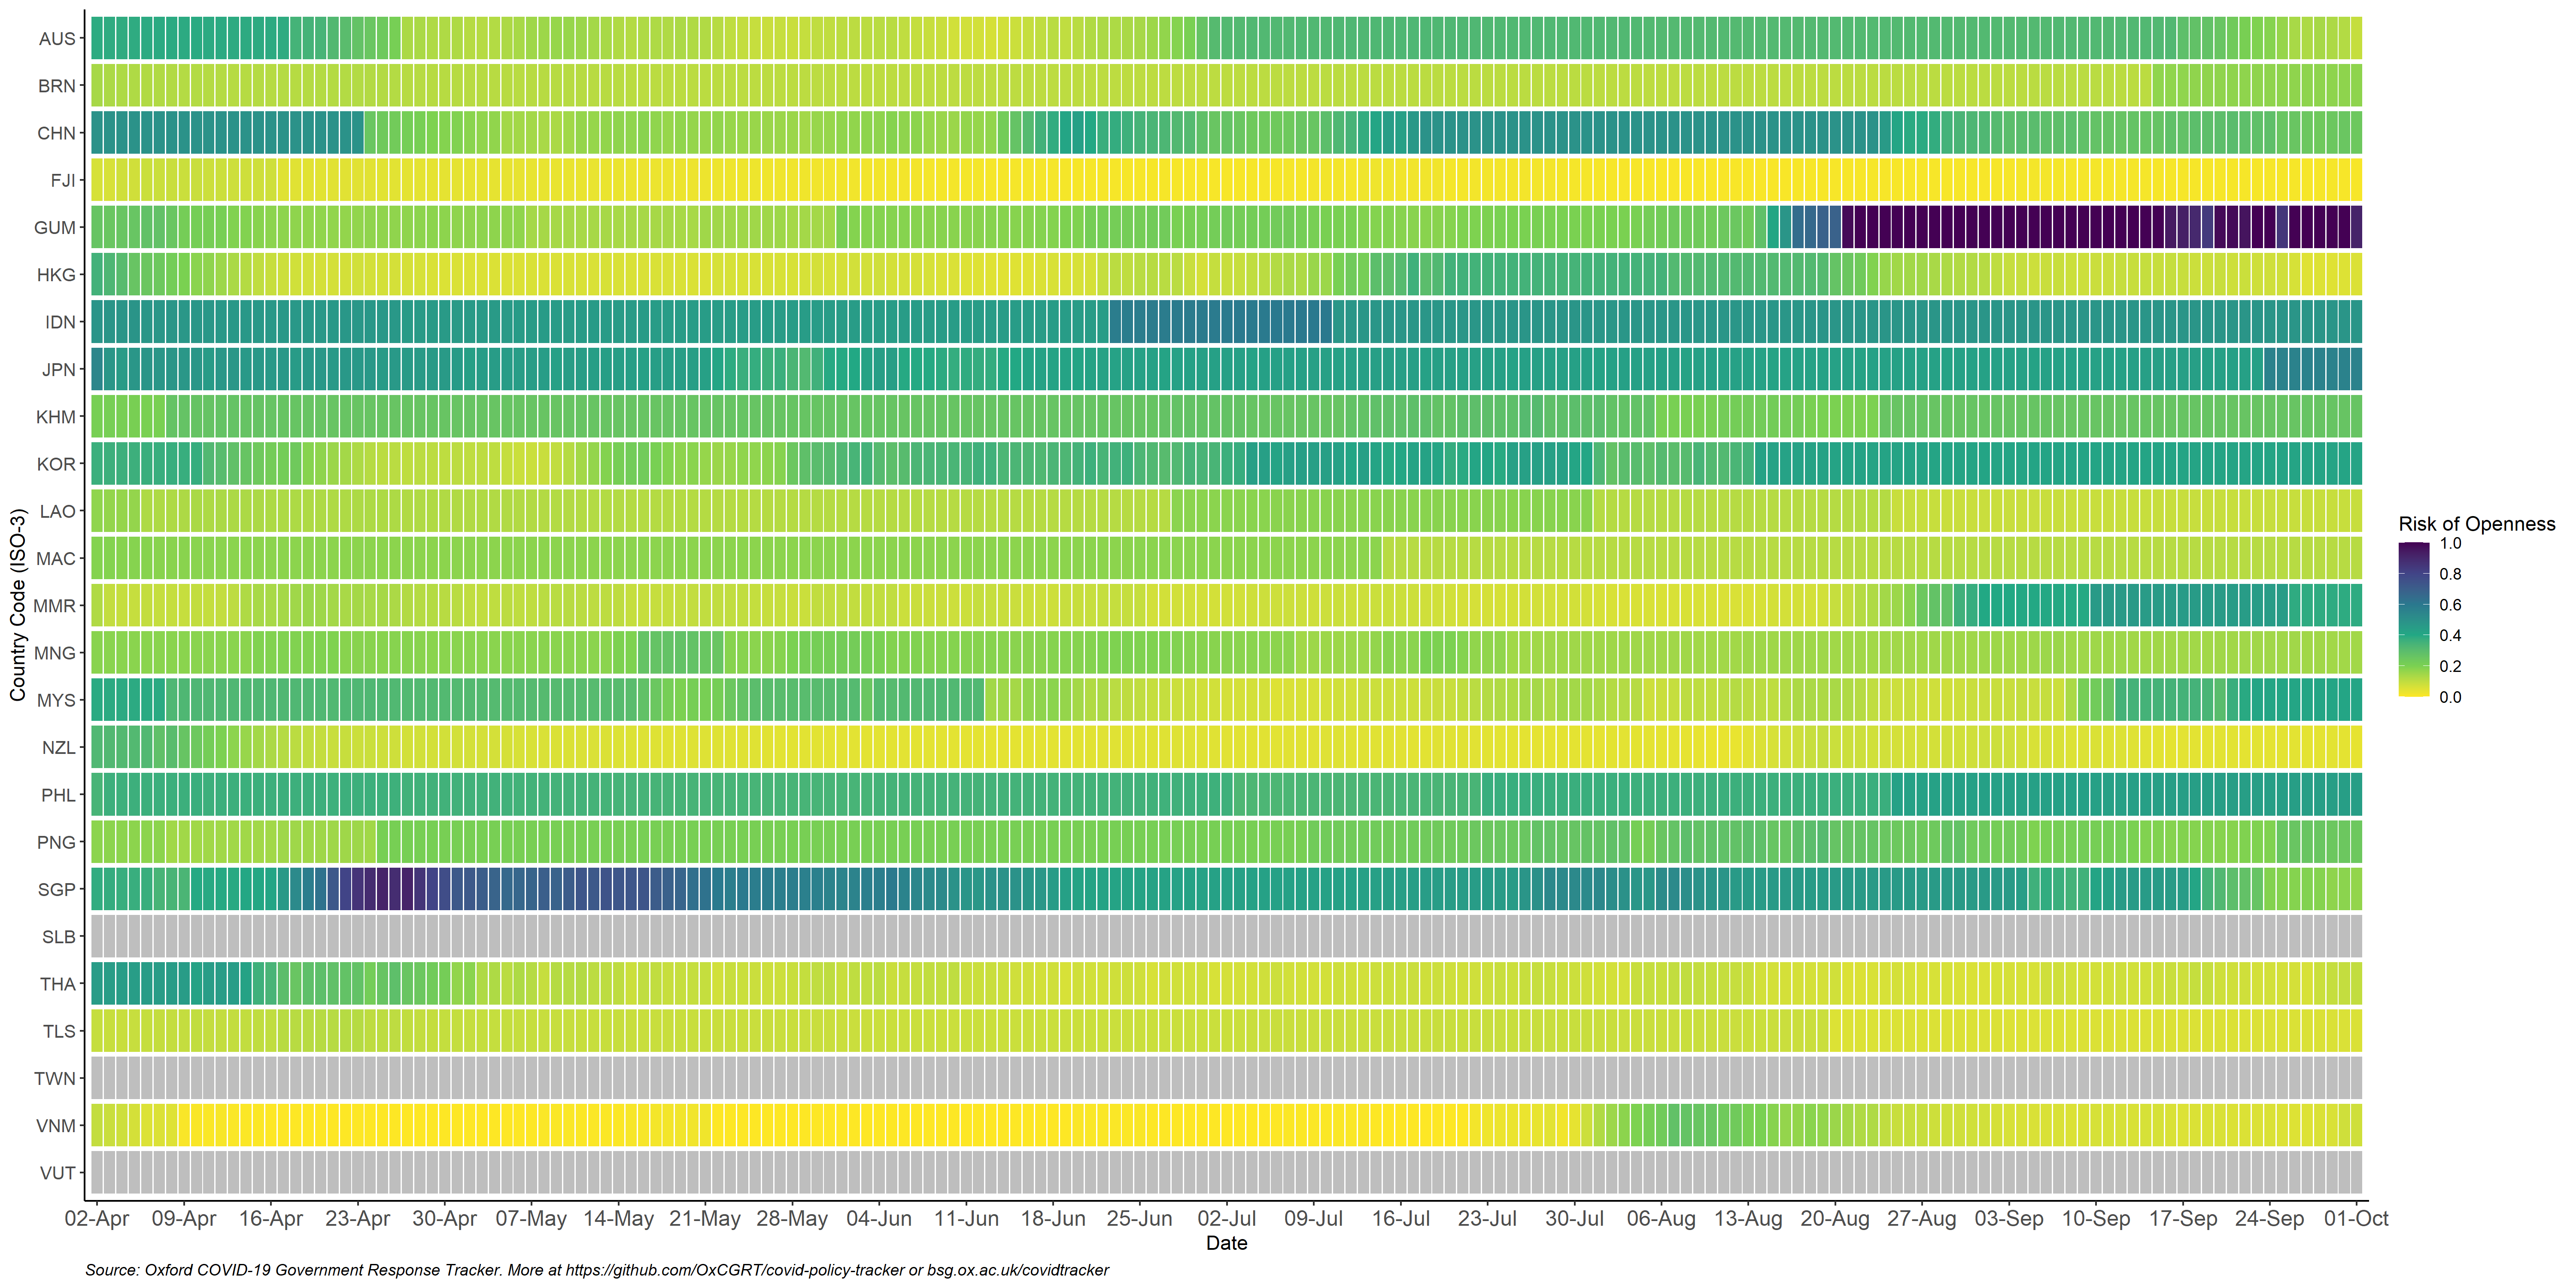 AUS
BRN
CHN
FJI
GUM
HKG
IDN
JPN
KHM
KOR
LAO
MAC
MMR
MNG
MYS
NZL
PHL
PNG
SGP
SLB
THA
TLS
TWN
VNM
VUT
Country Code (ISO-3)
02-Apr 09-Apr 16-Apr 23-Apr 30-Apr 07-May 14-May 21-May 28-May 04-Jun 11-Jun 18-Jun 25-Jun 02-Jul 09-Jul 16-Jul 23-Jul 30-Jul 06-Aug 13-Aug 20-Aug 27-Aug 03-Sep 10-Sep 17-Sep 24-Sep 01-Oct
Date
Risk of Openness
1.0
0.8
0.6
0.4
0.2
0.0
Source: Oxford COVID-19 Government Response Tracker. More at https://github.com/OxCGRT/covid-policy-tracker or bsg.ox.ac.uk/covidtracker